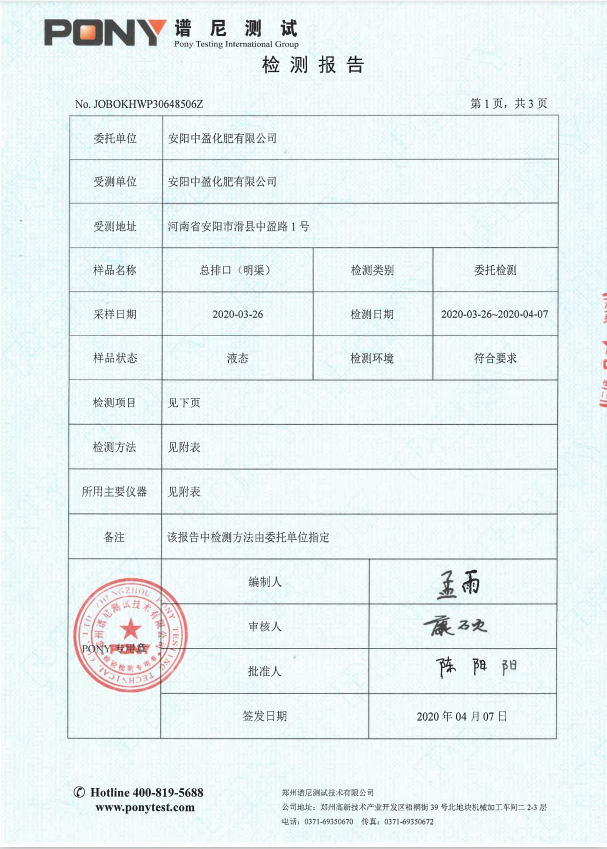 PONY 谱尼测试
Pony Testing International Group
检测报告
No. JOBOKHWP30648506Z 第1页，共3页
委托单位 安阳中盈化肥有限公司
受测单位 安阳中盈化肥有限公司
受测地址 河南省安阳市滑县中盈路1号
样品名称 总排口（明渠） 检测类别 委托检测
采样日期 2020-03-26 检测日期 2020-03-26~2020-04-07
样品状态 液态 检测环境 符合要求
检测项目 见下页
检测方法 见附表
所用主要仪器 见附表
备注 该报告中检测方法由委托单位指定
编制人 孟雨
审核人
批准人 陈阳阳
签发日期 2020年04月07日
郑州谱尼测试技术有限公司
PONY
PONY 专用章
检验检测专用章
Hotline 400-819-5688
www.ponytest.com
郑州谱尼测试技术有限公司
公司地址：郑州高新技术产业开发区梧桐街39号北地块机械加工车间二2-3层
电话：0371-69350670 传真：0371-69350672